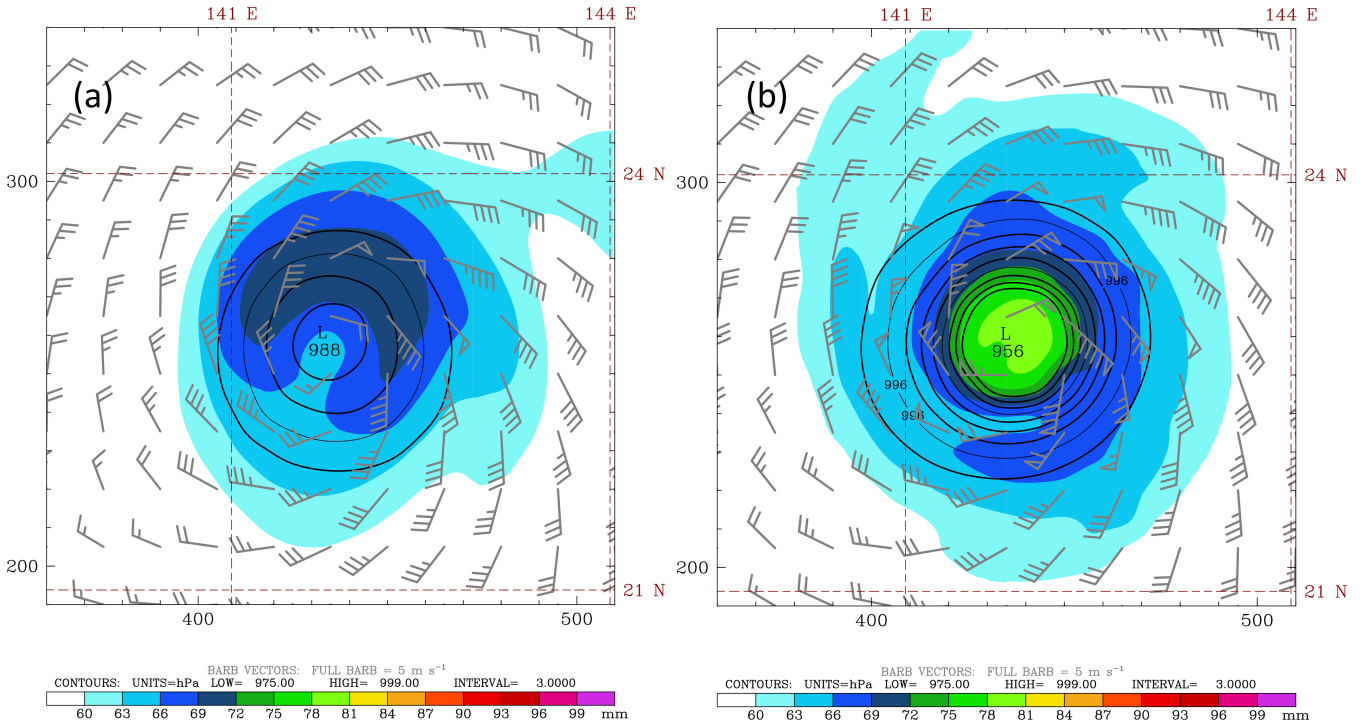 141 E
144 E
141 E
144 E
(a)
(b)
300
24 N
300
24 N
996
L
988
L
956
996
996
200
21 N
200
21 N
400
500
400
500
BARB VECTORS: FULL BARB = 5 m s⁻¹
CONTOURS: UNITS=hPa LOW= 975.00 HIGH= 999.00 INTERVAL= 3.0000
60 63 66 69 72 75 78 81 84 87 90 93 96 99 mm
BARB VECTORS: FULL BARB = 5 m s⁻¹
CONTOURS: UNITS=hPa LOW= 975.00 HIGH= 999.00 INTERVAL= 3.0000
60 63 66 69 72 75 78 81 84 87 90 93 96 99 mm